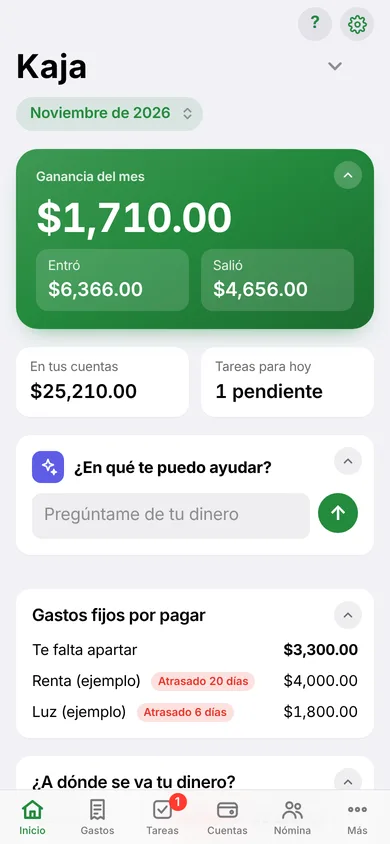 ?
Kaja
Noviembre de 2026
Ganancia del mes
$1,710.00
Entró
$6,366.00
Salió
$4,656.00
En tus cuentas
$25,210.00
Tareas para hoy
1 pendiente
¿En qué te puedo ayudar?
Pregúntame de tu dinero
Gastos fijos por pagar
Te falta apartar $3,300.00
Renta (ejemplo) Atrasado 20 días $4,000.00
Luz (ejemplo) Atrasado 6 días $1,800.00
¿A dónde se va tu dinero?
1
Inicio Gastos Tareas Cuentas Nómina Más